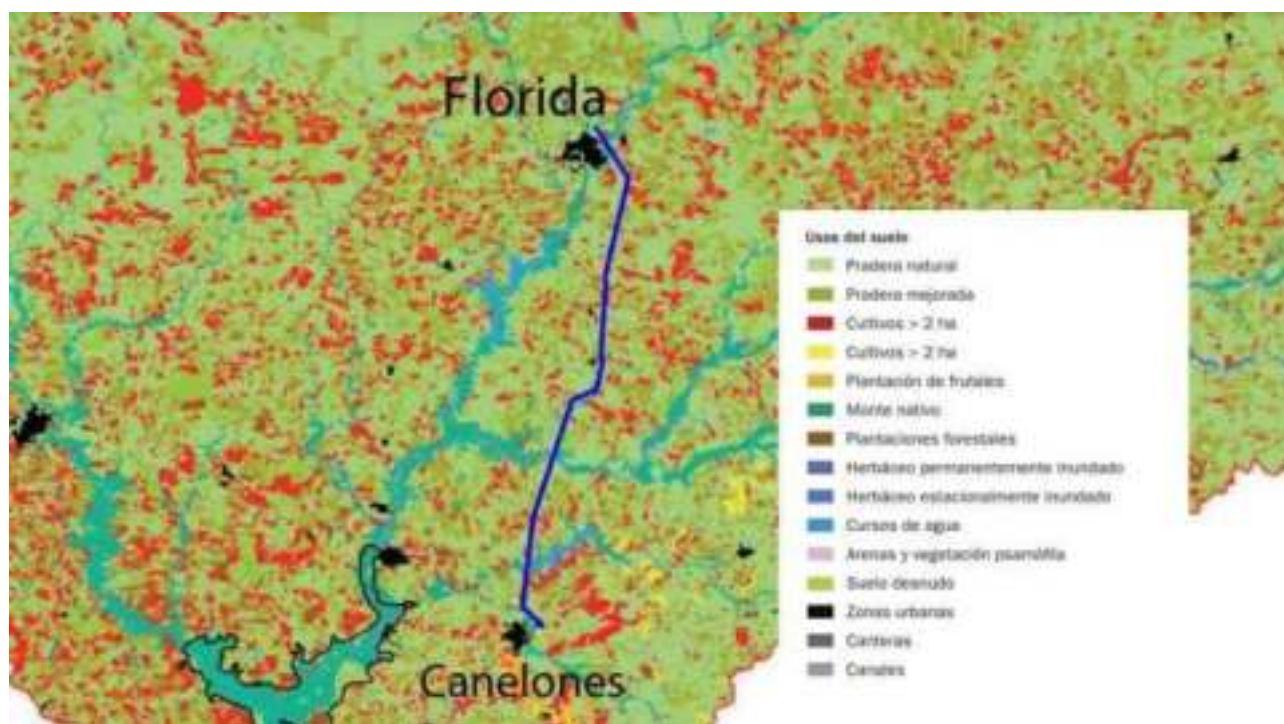 Florida
Usos del suelo
Pradera natural
Pradera mejorada
Cultivos > 2 ha
Cultivos > 2 ha
Plantación de frutales
Monte nativo
Plantaciones forestales
Herbáceo permanentemente inundado
Herbáceo estacionalmente inundado
Cursos de agua
Arenas y vegetación psamófila
Suelo desnudo
Zonas urbanas
Canteras
Canales
Canelones